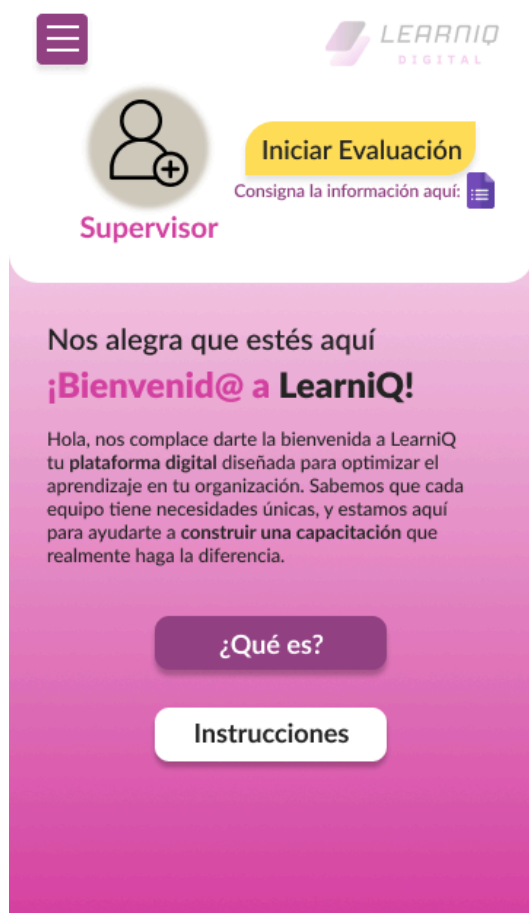 LEARNIQ
DIGITAL
Iniciar Evaluación
Consigna la información aquí:
Supervisor
Nos alegra que estés aquí
¡Bienvenid@ a LearniQ!
Hola, nos complace darte la bienvenida a LearniQ
tu plataforma digital diseñada para optimizar el
aprendizaje en tu organización. Sabemos que cada
equipo tiene necesidades únicas, y estamos aquí
para ayudarte a construir una capacitación que
realmente haga la diferencia.
¿Qué es?
Instrucciones